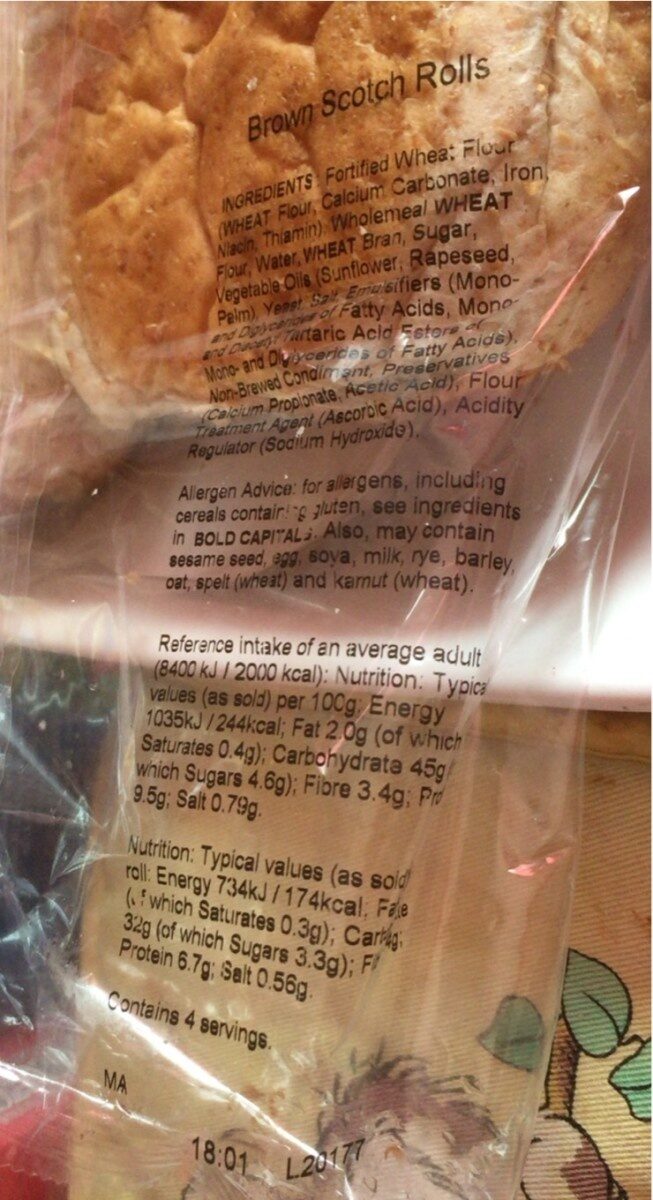 Brown Scotch Rolls
INGREDIENTS: Fortified Wheat Flour
(WHEAT Flour, Calcium Carbonate, Iron,
Niacin, Thiamin), Wholemeal WHEAT
Flour, Water, WHEAT Bran, Sugar,
Vegetable Oils (Sunflower, Rapeseed,
Palm), Yeast, Salt, Emulsifiers (Mono-
and Diglycerides of Fatty Acids, Mono-
and Diacetyl Tartaric Acid Esters of
Mono- and Diglycerides of Fatty Acids),
Non-Brewed Condiment, Preservatives
(Calcium Propionate, Acetic Acid), Flour
Treatment Agent (Ascorbic Acid), Acidity
Regulator (Sodium Hydroxide).
Allergen Advice: for allergens, including
cereals containing gluten, see ingredients
in BOLD CAPITALS. Also, may contain
sesame seed, egg, soya, milk, rye, barley,
oat, spelt (wheat) and kamut (wheat).
Reference intake of an average adult
(8400 kJ / 2000 kcal): Nutrition: Typica
values (as sold) per 100g: Energy
1035kJ / 244kcal; Fat 2.0g (of which
Saturates 0.4g); Carbohydrate 45g
which Sugars 4.6g); Fibre 3.4g; Pro
9.5g; Salt 0.79g.
Nutrition: Typical values (as sold)
roll: Energy 734kJ / 174kcal,
(of which Saturates 0.3g);
32g (of which Sugars 3.3g);
Protein 6.7g; Salt 0.56g.
Contains 4 servings.
MA
18:01 L20177